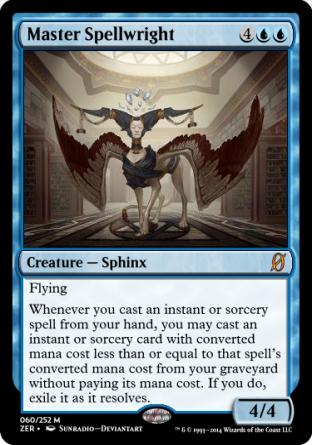 Master Spellwright 4
Creature — Sphinx
Flying
Whenever you cast an instant or sorcery
spell from your hand, you may cast an
instant or sorcery card with converted
mana cost less than or equal to that spell's
converted mana cost from your graveyard
without paying its mana cost. If you do,
exile it as it resolves.
4/4
060/252 M
ZER • Sunradio—Deviantart
™ & © 1993–2014 Wizards of the Coast LLC